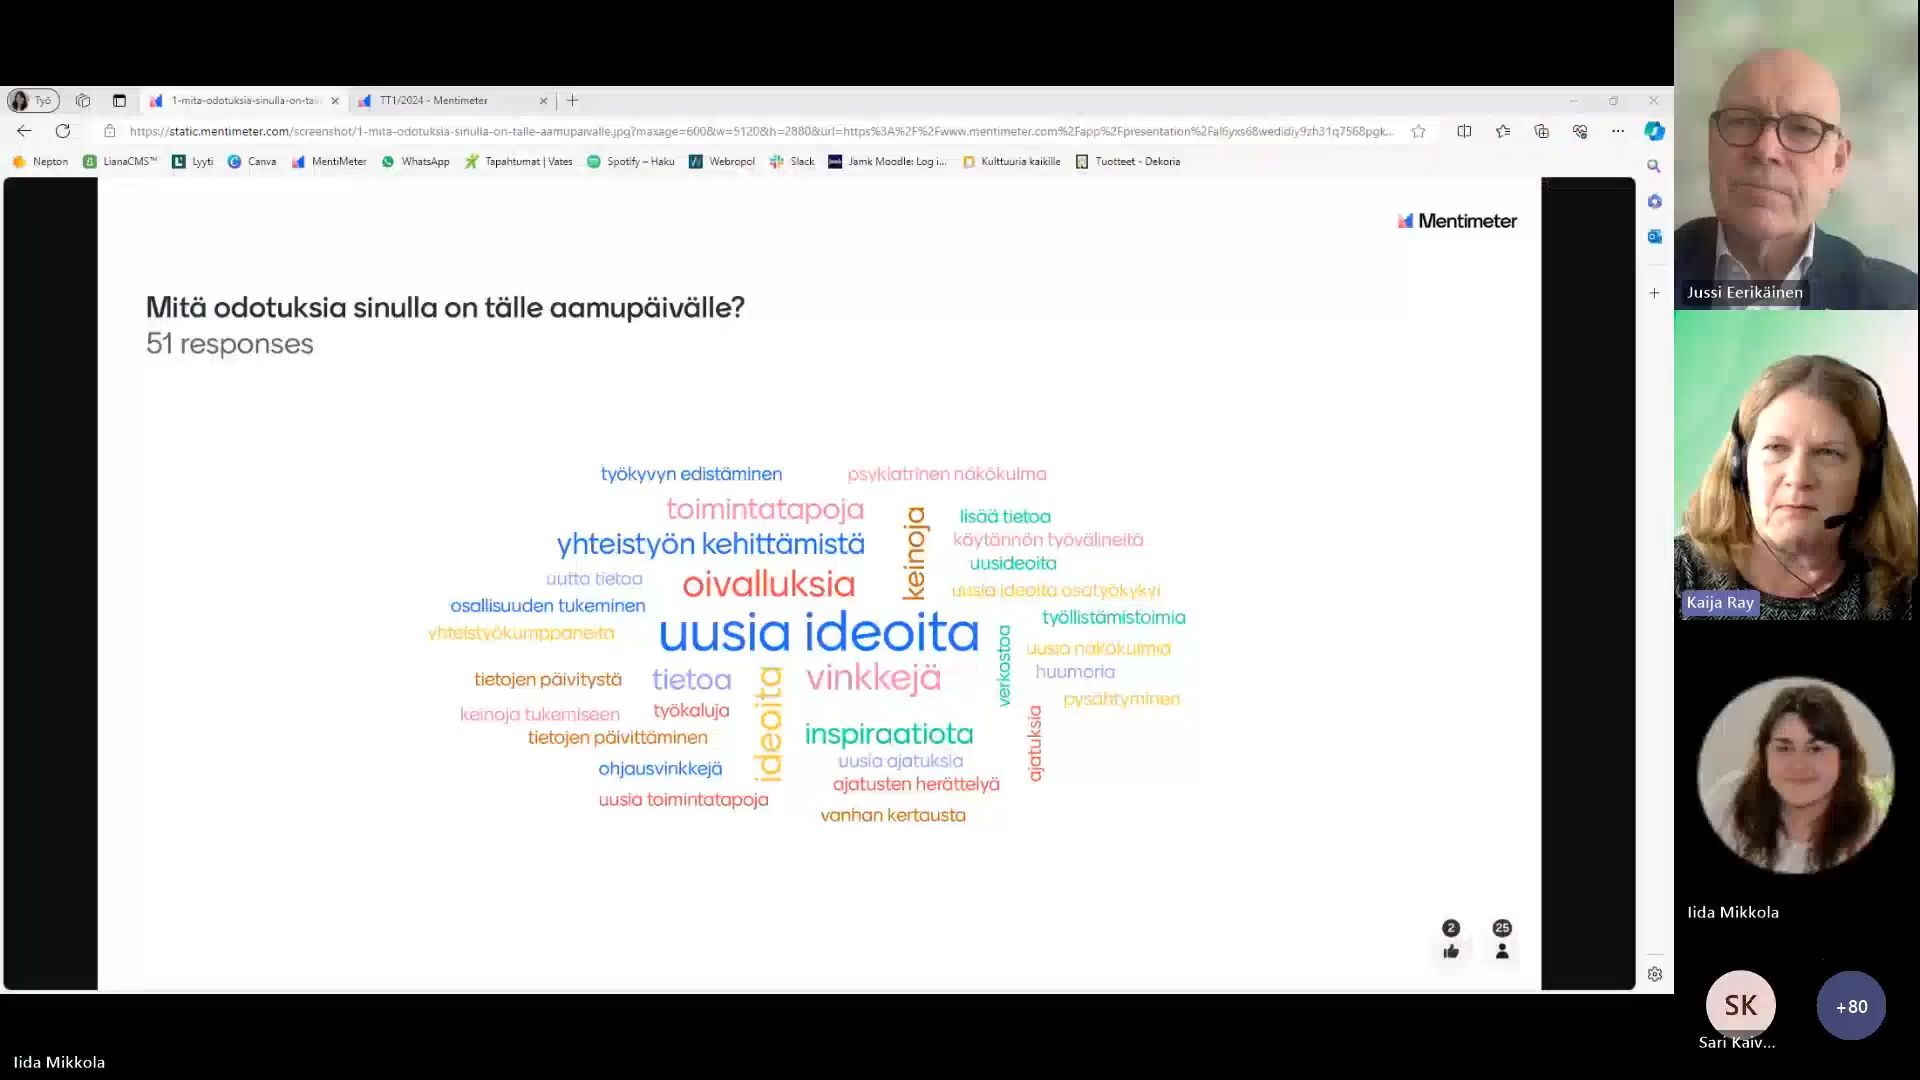 Työ
1-mita-odotuksia-sinulla-on-tall
TT1/2024 - Mentimeter
https://static.mentimeter.com/screenshot/1-mita-odotuksia-sinulla-on-talle-aamupaivalle.jpg?maxage=600&w=5120&h=2880&url=https%3A%2F%2Fwww.mentimeter.com%2Fapp%2Fpresentation%2Fal6yxs68wedidiy9zh31q7568pgk...
Nepton
LianaCMS™
Lyyti
Canva
MentiMeter
WhatsApp
Tapahtumat | Vates
Spotify – Haku
Webropol
Slack
Jamk Moodle: Log i...
Kulttuuria kaikille
Tuotteet - Dekoria
Mentimeter
Mitä odotuksia sinulla on tälle aamupäivälle?
51 responses
työkyvyn edistäminen
psykiatrinen näkökulma
toimintatapoja
keinoja
lisää tietoa
yhteistyön kehittämistä
käytännön työvälineitä
uusideoita
uutta tietoa
oivalluksia
uusia ideoita osatyökykyi
osallisuuden tukeminen
työllistämistoimia
yhteistyökumppaneita
uusia ideoita
verkostoa
uusia näkökulmia
huumoria
tietojen päivitystä
tietoa
ideoita
vinkkejä
pysähtyminen
keinoja tukemiseen
työkaluja
ajatuksia
tietojen päivittäminen
inspiraatiota
uusia ajatuksia
ohjausvinkkejä
ajatusten herättelyä
uusia toimintatapoja
vanhan kertausta
2
25
Jussi Eerikäinen
Kaija Ray
Iida Mikkola
SK
Sari Kaiv...
+80
Iida Mikkola